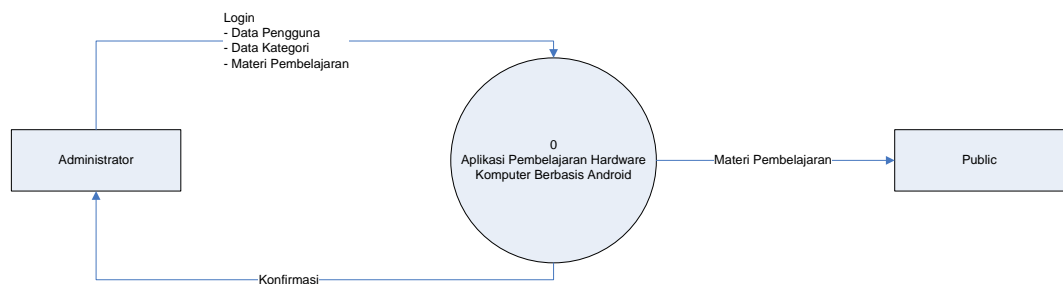 Login
- Data Pengguna
- Data Kategori
- Materi Pembelajaran
Administrator
0
Aplikasi Pembelajaran Hardware
Komputer Berbasis Android
Materi Pembelajaran
Public
Konfirmasi